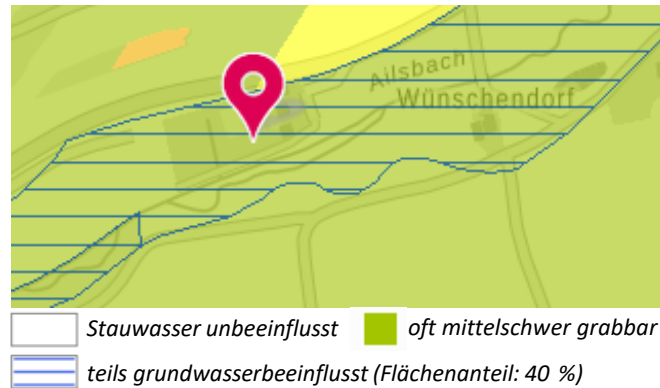 Ailsbach
Wünschendorf
Stauwasser unbeeinflusst
oft mittelschwer grabbar
teils grundwasserbeeinflusst (Flächenanteil: 40 %)